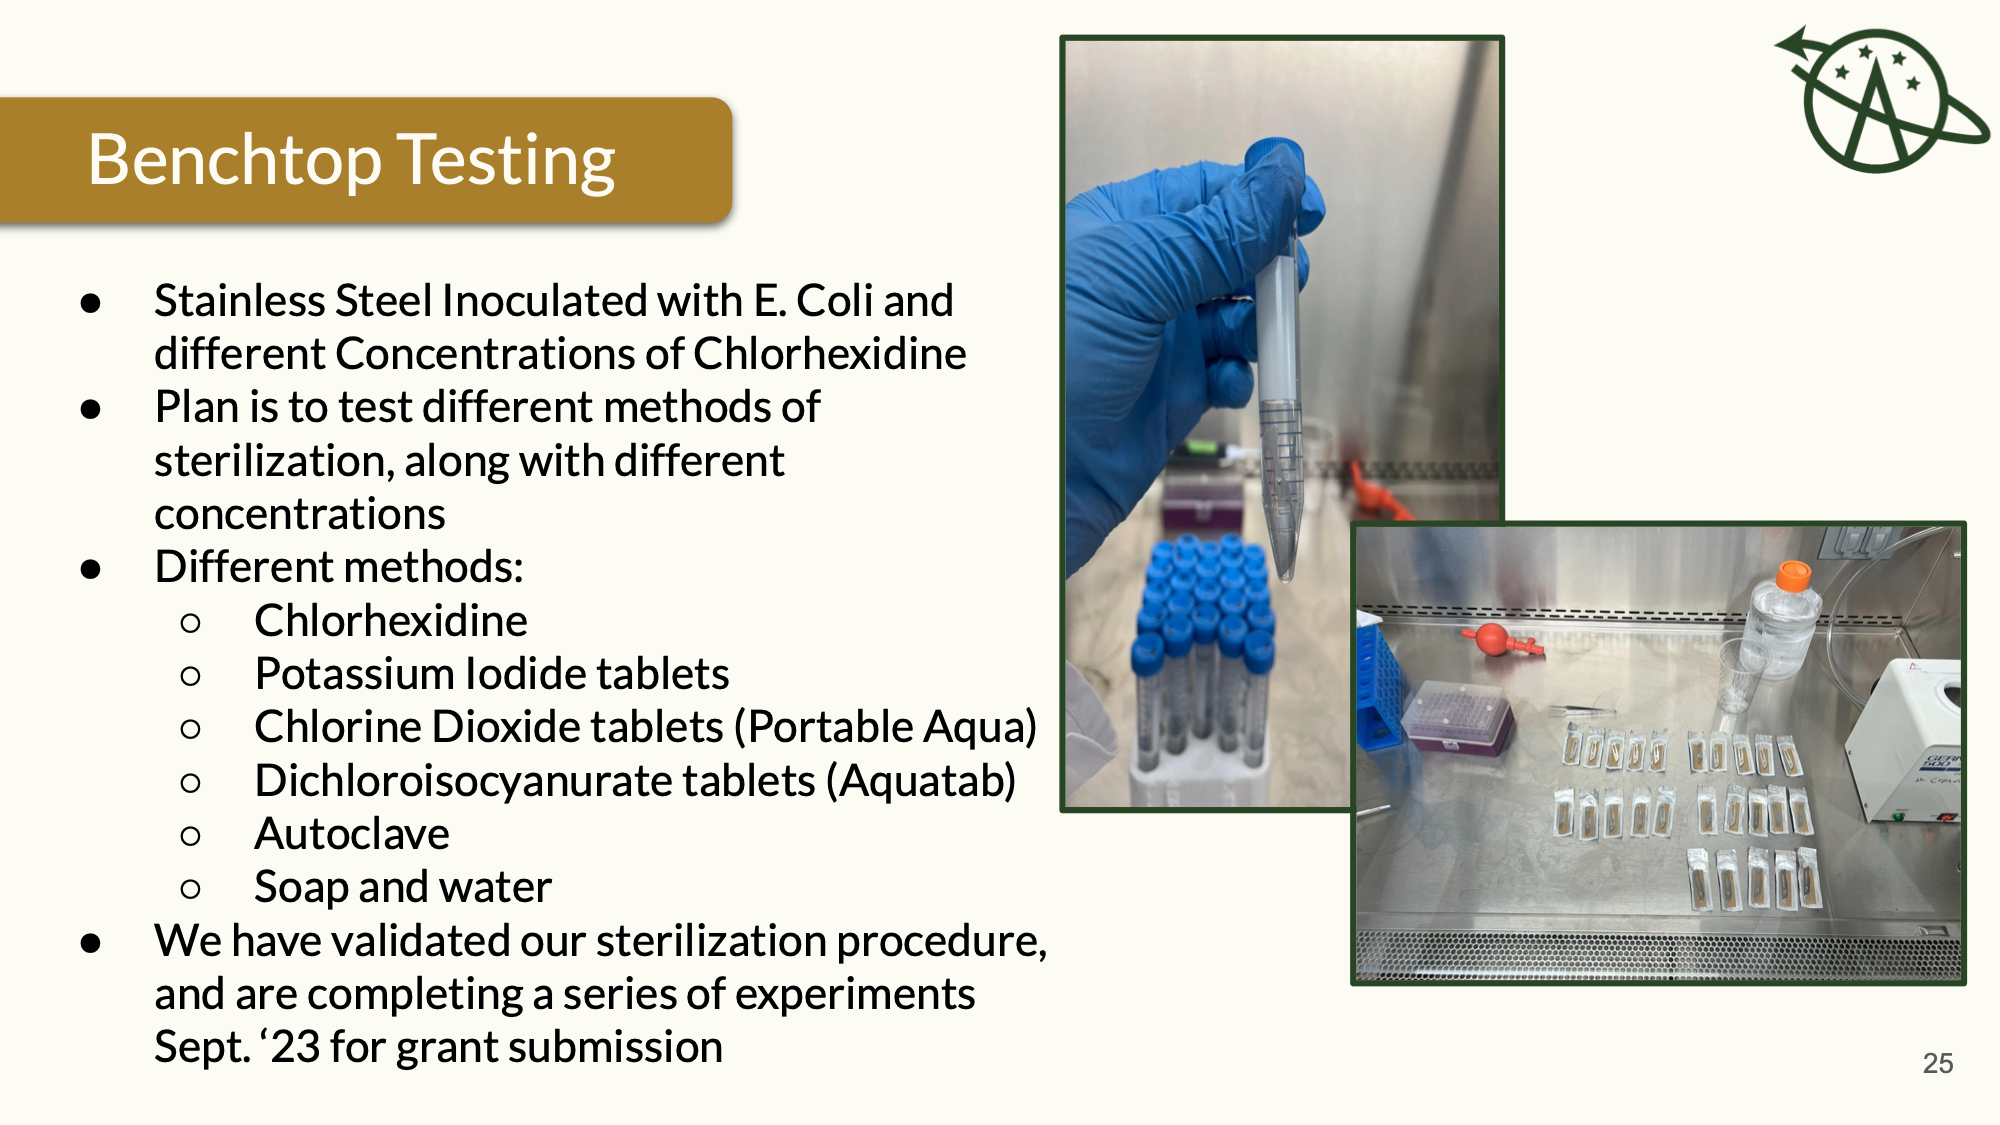 Benchtop Testing
● Stainless Steel Inoculated with E. Coli and
different Concentrations of Chlorhexidine
● Plan is to test different methods of
sterilization, along with different
concentrations
● Different methods:
○ Chlorhexidine
○ Potassium Iodide tablets
○ Chlorine Dioxide tablets (Portable Aqua)
○ Dichloroisocyanurate tablets (Aquatab)
○ Autoclave
○ Soap and water
● We have validated our sterilization procedure,
and are completing a series of experiments
Sept. ‘23 for grant submission
25